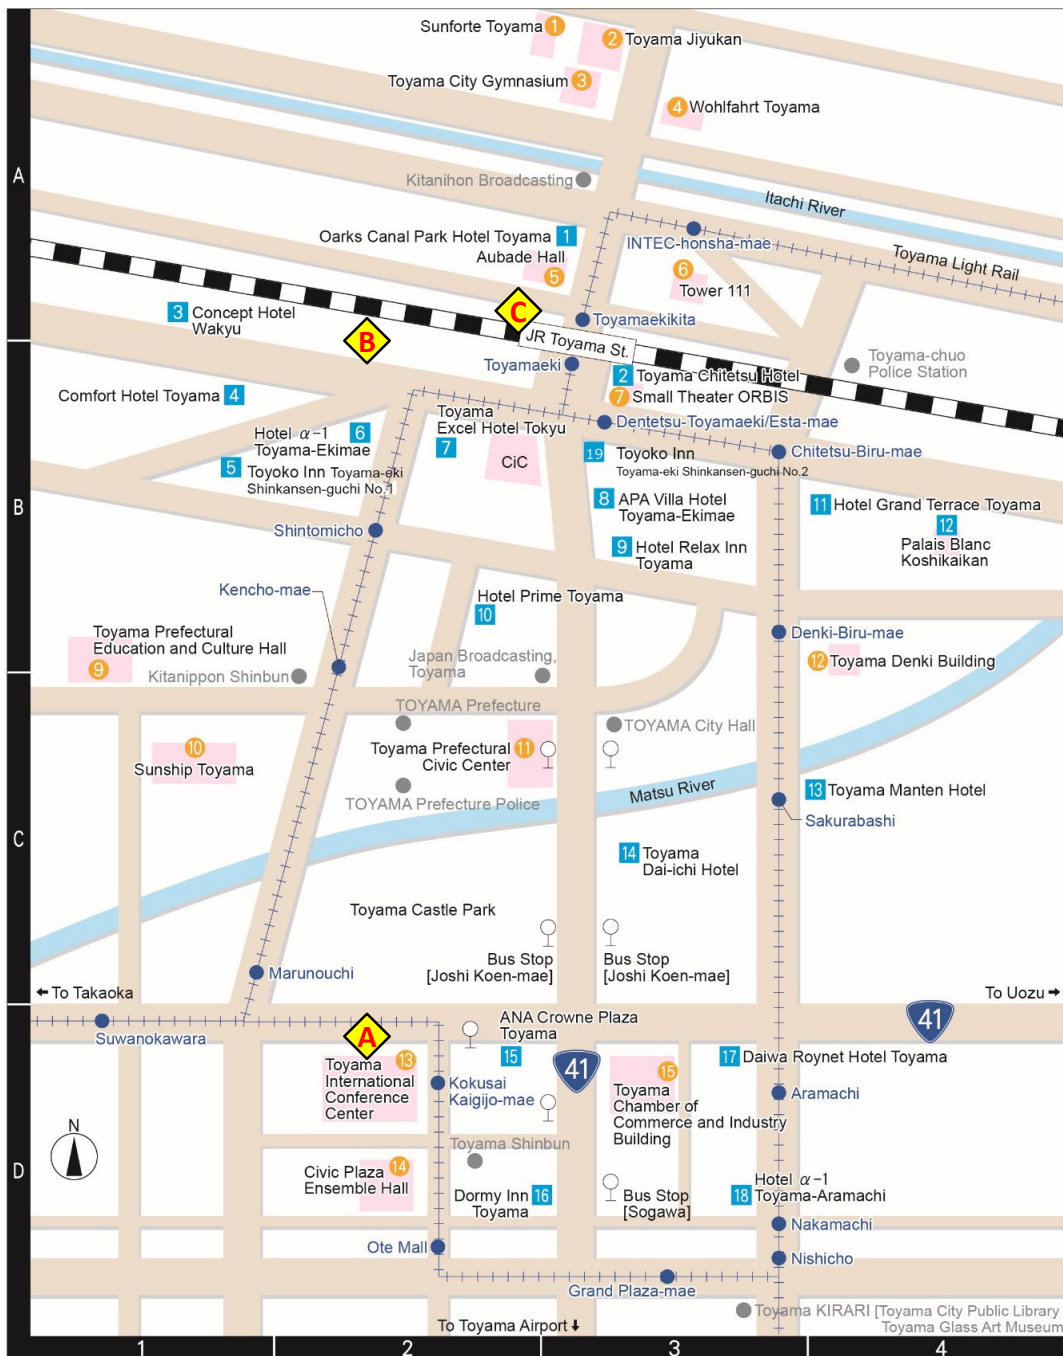 Sunforte Toyama 1
2 Toyama Jiyukan
Toyama City Gymnasium 3
4 Wohlfahrt Toyama
A
Kitanihon Broadcasting
Itachi River
Oarks Canal Park Hotel Toyama 1
INTEC-honsha-mae
Aubade Hall
5
Toyama Light Rail
6
Tower 111
C
3 Concept Hotel
Wakyu
Toyamaekikita
B
JR Toyama St.
Toyamaeki
Toyama-chuo
Police Station
2 Toyama Chitetsu Hotel
Comfort Hotel Toyama 4
7 Small Theater ORBIS
Toyama
Excel Hotel Tokyu
7
Dentetsu-Toyamaeki/Esta-mae
Hotel α-1
Toyama-Ekimae
6
CiC
19 Toyoko Inn
Toyama-eki Shinkansen-guchi No.2
Chitetsu-Biru-mae
5 Toyoko Inn Toyama-eki
Shinkansen-guchi No.1
8 APA Villa Hotel
Toyama-Ekimae
11 Hotel Grand Terrace Toyama
B
12
Palais Blanc
Koshikaikan
Shintomicho
9 Hotel Relax Inn
Toyama
Kencho-mae
Hotel Prime Toyama
10
Toyama Prefectural
Education and Culture Hall
9
Denki-Biru-mae
Japan Broadcasting,
Toyama
12 Toyama Denki Building
Kitanippon Shinbun
TOYAMA Prefecture
TOYAMA City Hall
10
Sunship Toyama
Toyama Prefectural
Civic Center
11
TOYAMA Prefecture Police
Matsu River
13 Toyama Manten Hotel
Sakurabashi
C
14 Toyama
Dai-ichi Hotel
Toyama Castle Park
Bus Stop
[Joshi Koen-mae]
Bus Stop
[Joshi Koen-mae]
Marunouchi
←To Takaoka
To Uozu→
Suwanokawara
A
ANA Crowne Plaza
Toyama
15
41
41
13
Toyama
International
Conference
Center
Kokusai
Kaigijo-mae
15
Toyama
Chamber of
Commerce and Industry
Building
17 Daiwa Roynet Hotel Toyama
Aramachi
N
Toyama Shinbun
D
Civic Plaza
Ensemble Hall
14
Dormy Inn
Toyama
16
Bus Stop
[Sogawa]
Hotel α-1
Toyama-Aramachi
18
Nakamachi
Ote Mall
Nishicho
Grand Plaza-mae
To Toyama Airport↓
Toyama KIRARI [Toyama City Public Library
Toyama Glass Art Museum
1
2
3
4